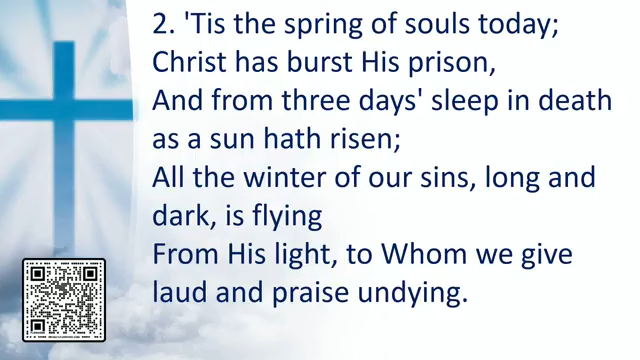 2. 'Tis the spring of souls today;
Christ has burst His prison,
And from three days' sleep in death
as a sun hath risen;
All the winter of our sins, long and
dark, is flying
From His light, to Whom we give
laud and praise undying.